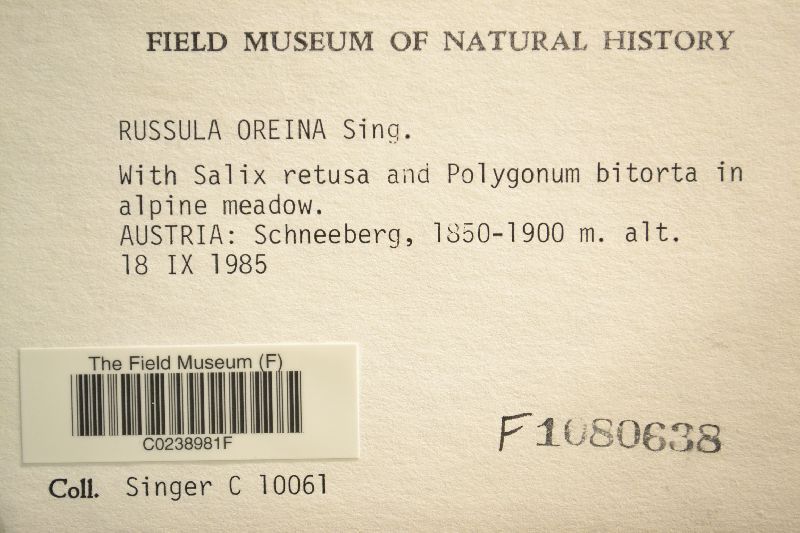 FIELD MUSEUM OF NATURAL HISTORY
RUSSULA OREINA Sing.
With Salix retusa and Polygonum bitorta in
alpine meadow.
AUSTRIA: Schneeberg, 1850-1900 m. alt.
18 IX 1985
The Field Museum (F)
C0238981F
F1080638
Coll. Singer C 10061